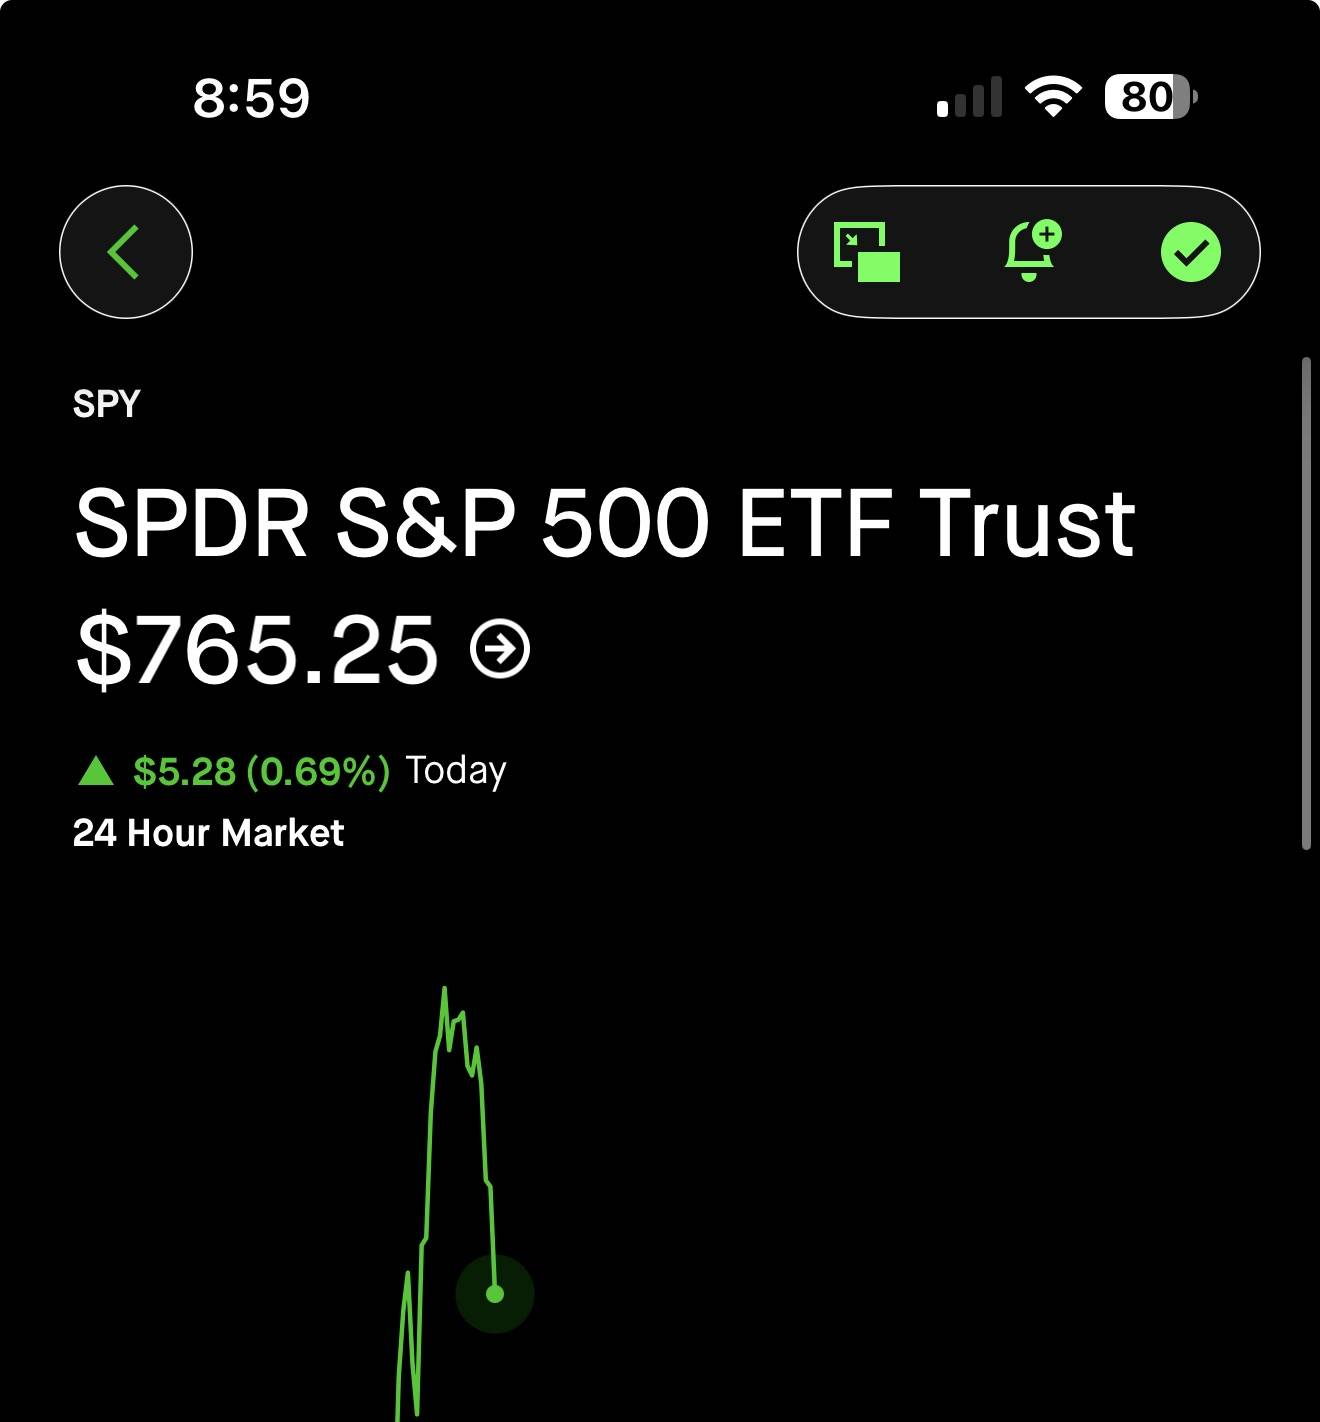 8:59
80
SPY
SPDR S&P 500 ETF Trust
$765.25
$5.28 (0.69%) Today
24 Hour Market